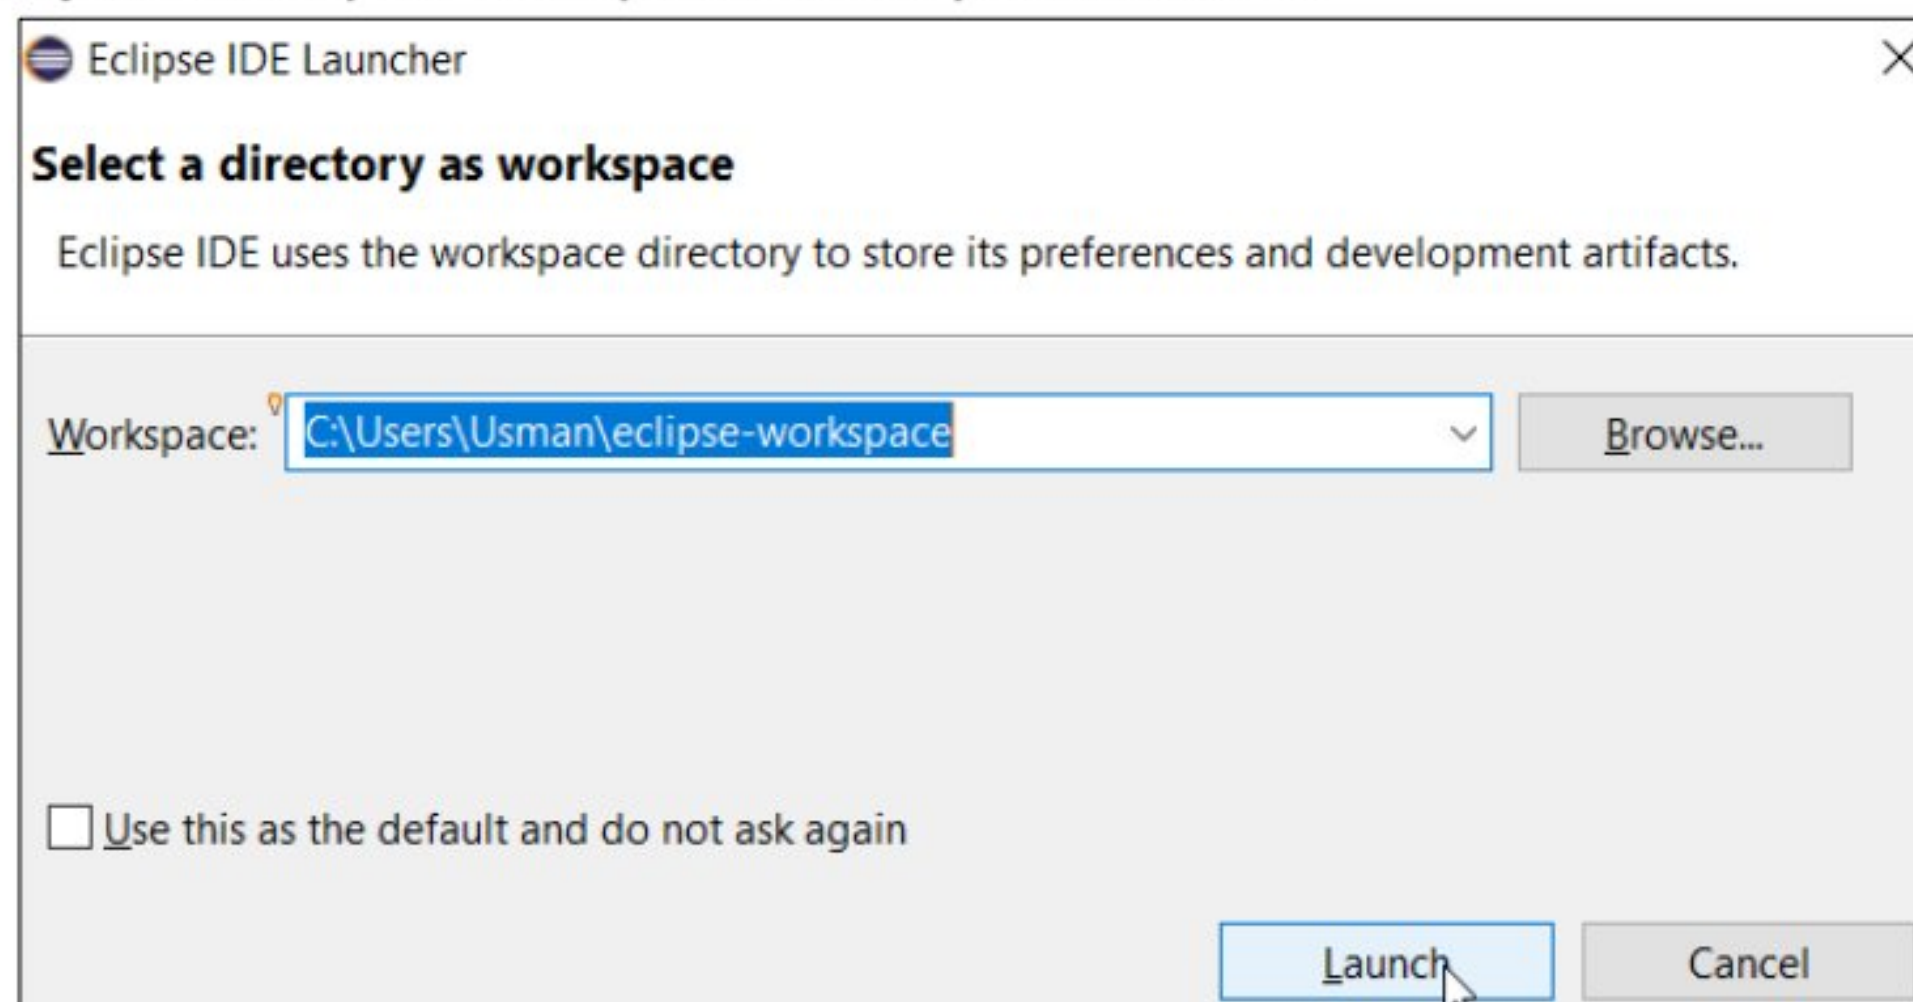 Eclipse IDE Launcher
Select a directory as workspace
Eclipse IDE uses the workspace directory to store its preferences and development artifacts.
Workspace: C:\Users\Usman\eclipse-workspace Browse...
Use this as the default and do not ask again
Launch Cancel